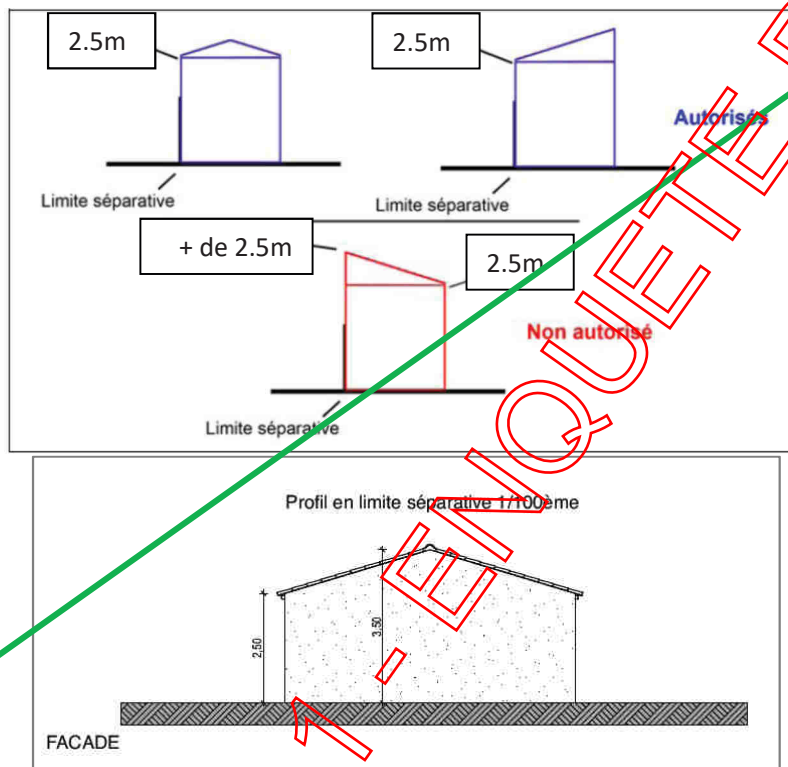 2.5m
2.5m
Autorisés
Limite séparative
Limite séparative
+ de 2.5m
2.5m
Non autorisé
Limite séparative
Profil en limite séparative 1/100ème
2,50
3,50
FACADE
1 - ENQUETE